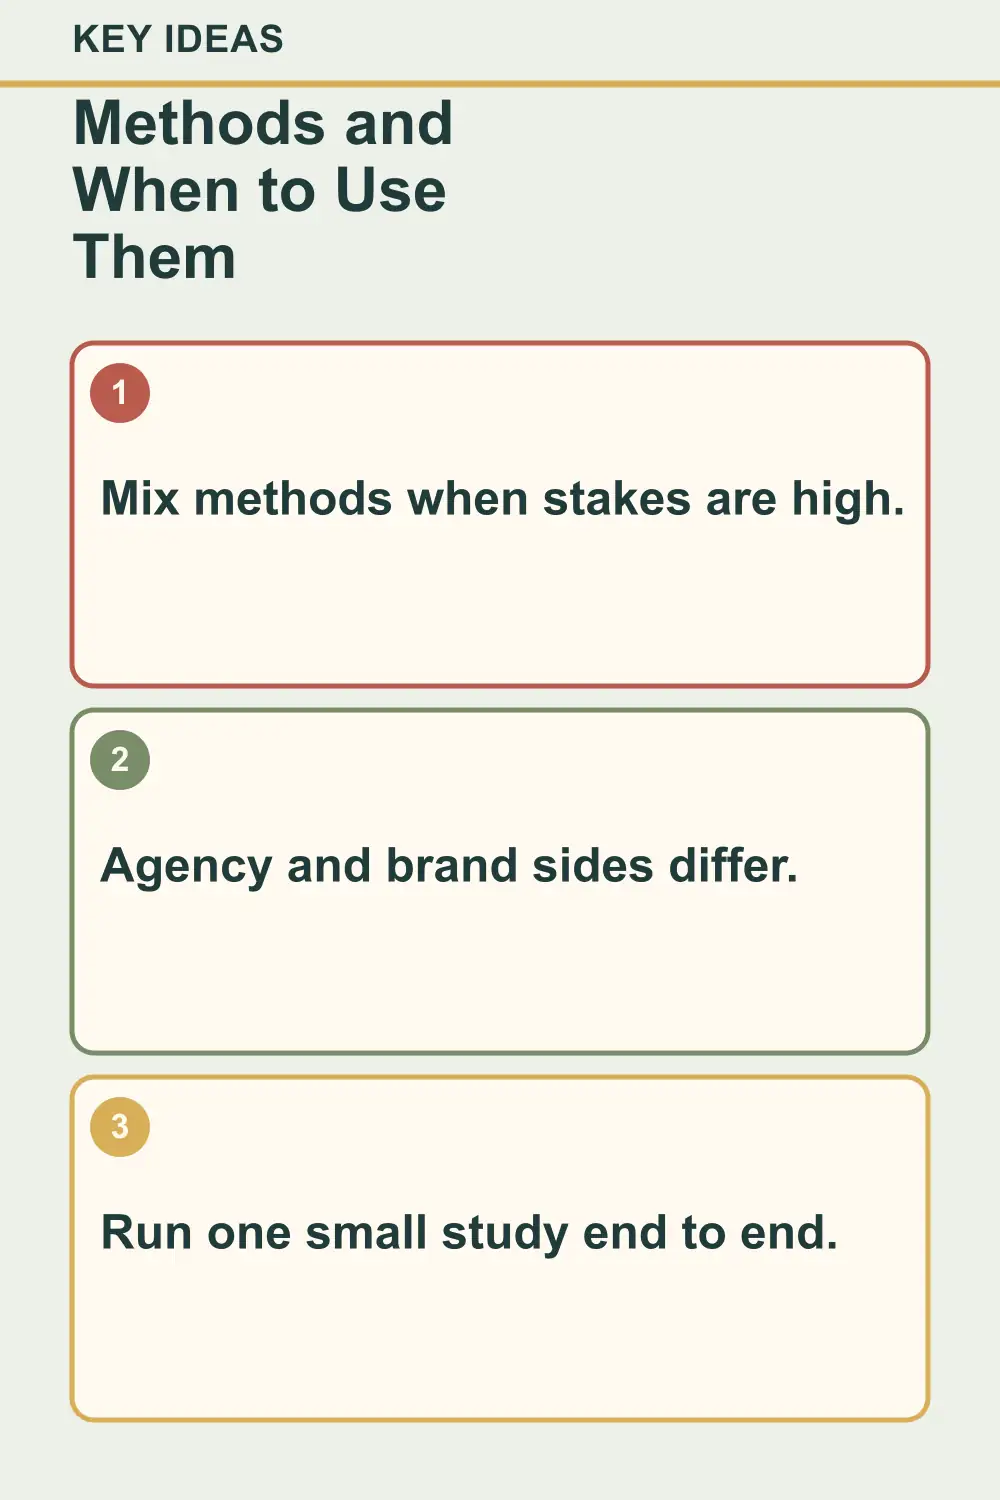 KEY IDEAS
Methods and
When to Use
Them
1
Mix methods when stakes are high.
2
Agency and brand sides differ.
3
Run one small study end to end.